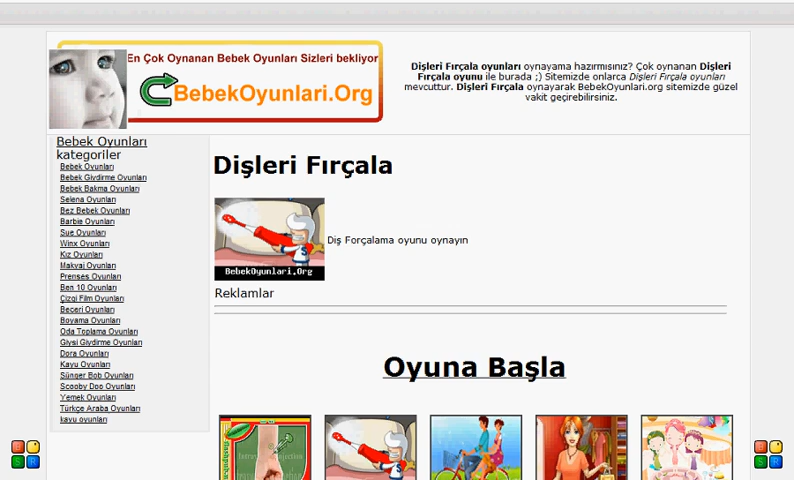 En Çok Oynanan Bebek Oyunları Sizleri bekliyor
BebekOyunlari.Org
Dişleri Fırçala oyunları oynayama hazırmısınız? Çok oynanan Dişleri
Fırçala oyunu ile burada ;) Sitemizde onlarca Dişleri Fırçala oyunları
mevcuttur. Dişleri Fırçala oynayarak BebekOyunlari.org sitemizde güzel
vakit geçirebilirsiniz.
Bebek Oyunları
kategoriler
Bebek Oyunları
Bebek Giydirme Oyunları
Bebek Bakma Oyunları
Selena Oyunları
Bez Bebek Oyunları
Barbie Oyunları
Sue Oyunları
Winx Oyunları
Kız Oyunları
Makyaj Oyunları
Prenses Oyunları
Ben 10 Oyunları
Çizgi Film Oyunları
Beceri Oyunları
Boyama Oyunları
Oda Toplama Oyunları
Giysi Giydirme Oyunları
Dora Oyunları
Kayu Oyunları
Sünger Bob Oyunları
Scooby Doo Oyunları
Yemek Oyunları
Türkçe Araba Oyunları
kayu oyunları
Dişleri Fırçala
BebekOyunlari.Org
Diş Forçalama oyunu oynayın
Reklamlar
Oyuna Başla
S R
S R